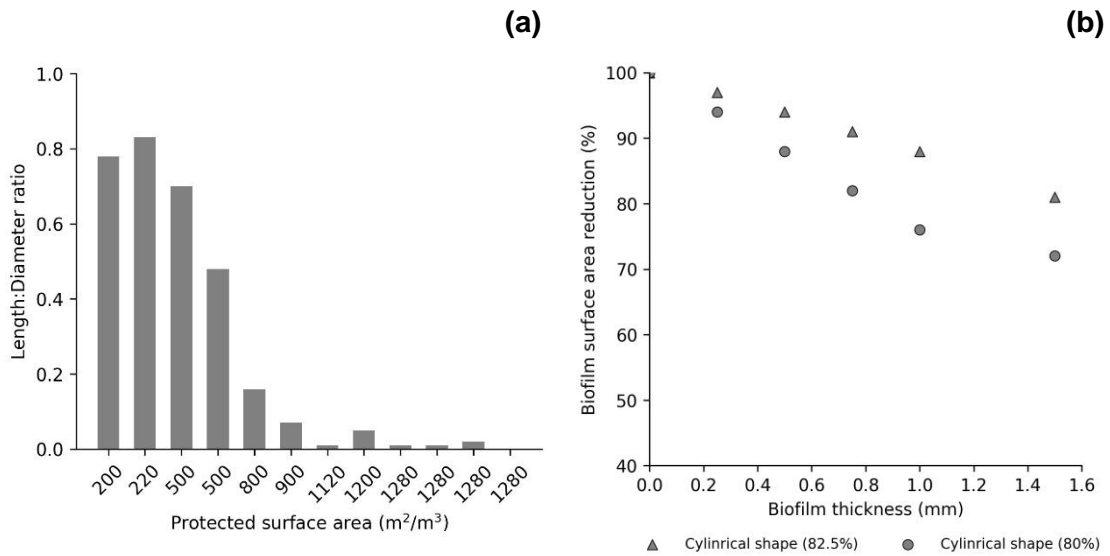 (a)
(b)
Length:Diameter ratio
1.0
0.8
0.6
0.4
0.2
0.0
200 220 500 500 800 900 1120 1200 1280 1280 1280 1280
Protected surface area (m²/m³)
Biofilm surface area reduction (%)
100
90
80
70
60
50
40
0.0 0.2 0.4 0.6 0.8 1.0 1.2 1.4 1.6
Biofilm thickness (mm)
Cylinrical shape (82.5%) Cylinrical shape (80%)